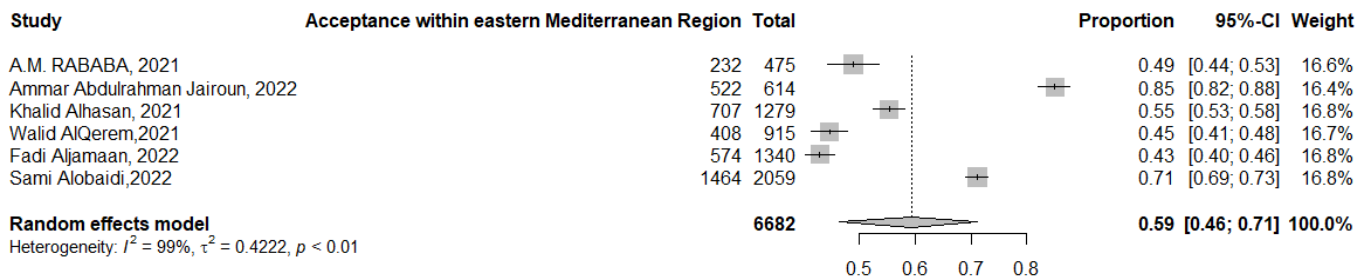 Study Acceptance within eastern Mediterranean Region Total Proportion 95%-CI Weight
A.M. RABABA, 2021 232 475 0.49 [0.44; 0.53] 16.6%
Ammar Abdulrahman Jairoun, 2022 522 614 0.85 [0.82; 0.88] 16.4%
Khalid Alhasan, 2021 707 1279 0.55 [0.53; 0.58] 16.8%
Walid AlQerem,2021 408 915 0.45 [0.41; 0.48] 16.7%
Fadi Aljamaan, 2022 574 1340 0.43 [0.40; 0.46] 16.8%
Sami Alobaidi,2022 1464 2059 0.71 [0.69; 0.73] 16.8%
Random effects model 6682 0.59 [0.46; 0.71] 100.0%
Heterogeneity: I² = 99%, τ² = 0.4222, p < 0.01
0.5 0.6 0.7 0.8